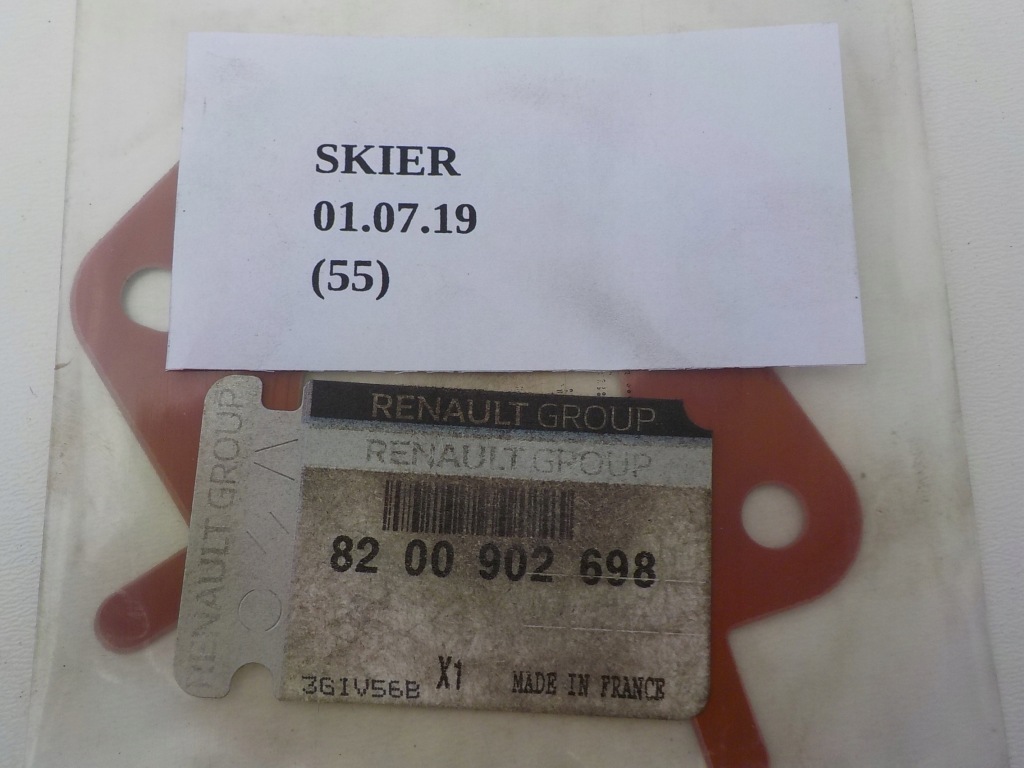 SKIER
01.07.19
(55)
RENAULT GROUP
RENAULT GROUP
RENAULT GROUP
82 00 902 698
3GIV56B X1 MADE IN FRANCE